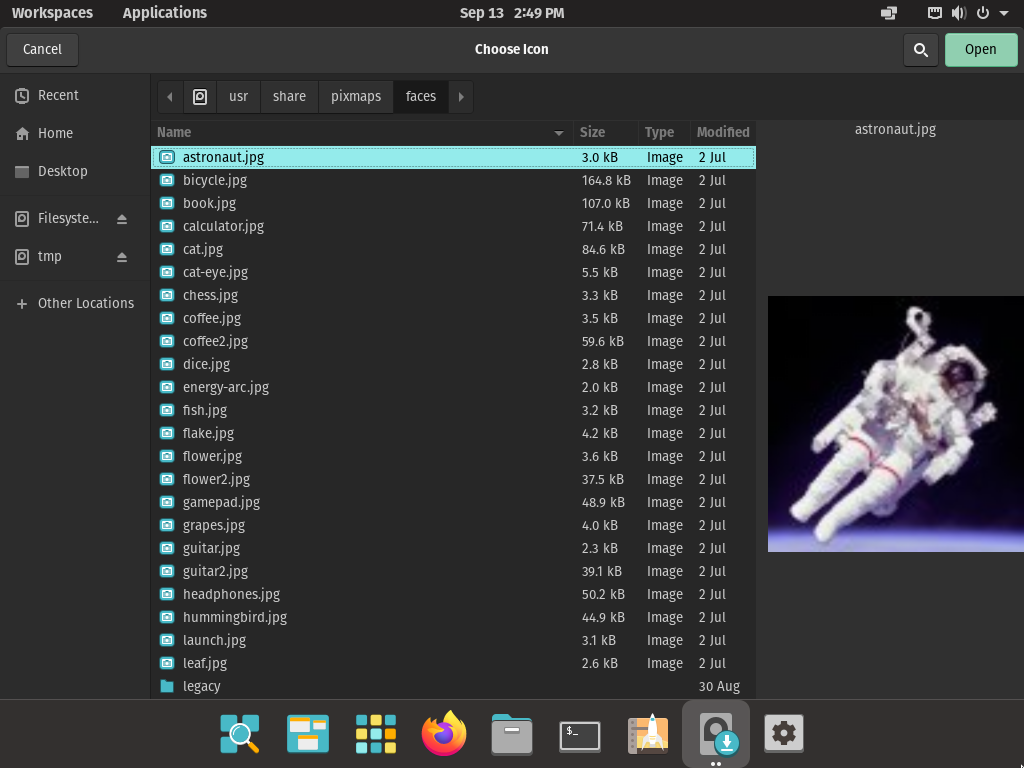 Workspaces Applications Sep 13 2:49 PM
Cancel Choose Icon Open
Recent
Home
Desktop
Filesyste...
tmp
+ Other Locations
usr share pixmaps faces
Name Size Type Modified
astronaut.jpg 3.0 kB Image 2 Jul
bicycle.jpg 164.8 kB Image 2 Jul
book.jpg 107.0 kB Image 2 Jul
calculator.jpg 71.4 kB Image 2 Jul
cat.jpg 84.6 kB Image 2 Jul
cat-eye.jpg 5.5 kB Image 2 Jul
chess.jpg 3.3 kB Image 2 Jul
coffee.jpg 3.5 kB Image 2 Jul
coffee2.jpg 59.6 kB Image 2 Jul
dice.jpg 2.8 kB Image 2 Jul
energy-arc.jpg 2.0 kB Image 2 Jul
fish.jpg 3.2 kB Image 2 Jul
flake.jpg 4.2 kB Image 2 Jul
flower.jpg 3.6 kB Image 2 Jul
flower2.jpg 37.5 kB Image 2 Jul
gamepad.jpg 48.9 kB Image 2 Jul
grapes.jpg 4.0 kB Image 2 Jul
guitar.jpg 2.3 kB Image 2 Jul
guitar2.jpg 39.1 kB Image 2 Jul
headphones.jpg 50.2 kB Image 2 Jul
hummingbird.jpg 44.9 kB Image 2 Jul
launch.jpg 3.1 kB Image 2 Jul
leaf.jpg 2.6 kB Image 2 Jul
legacy 30 Aug
astronaut.jpg
$_